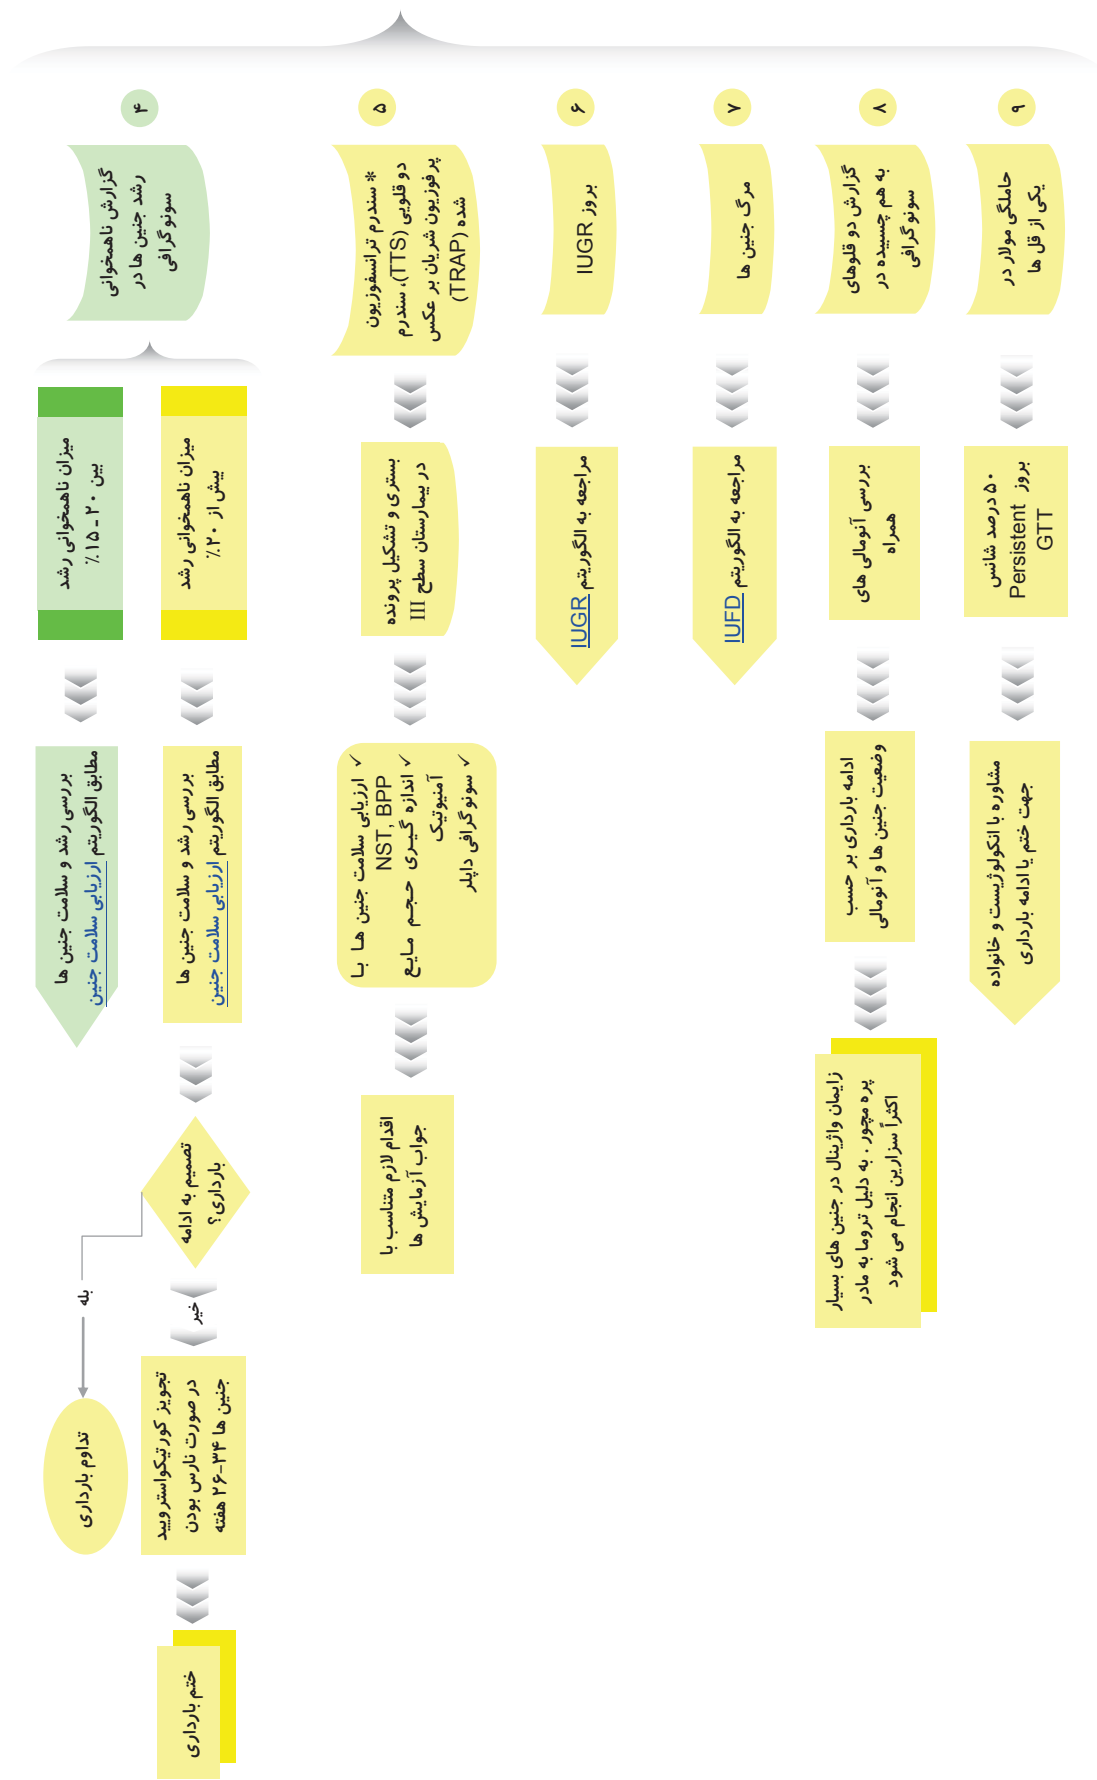 ۴
گزارش ناهمخوانی
رشد جنین ها در
سونوگرافی
میزان ناهمخوانی رشد
بین ۲۰ ـ ۱۵٪
بررسی رشد و سلامت جنین ها
مطابق الگوریتم ارزیابی سلامت جنین
میزان ناهمخوانی رشد
بیش از ۲۰٪
بررسی رشد و سلامت جنین ها
مطابق الگوریتم ارزیابی سلامت جنین
تصمیم به ادامه
بارداری؟
بله
تداوم بارداری
خیر
تجویز کورتیکواسترویید
در صورت نارس بودن
جنین ها ۳۴-۲۶ هفته
ختم بارداری
۵
* سندرم ترانسفوزیون
دو قلویی (TTS)، سندرم
پرفوزیون شریان بر عکس
شده (TRAP)
بستری و تشکیل پرونده
در بیمارستان سطح III
✓ ارزیابی سلامت جنین هـا بـا
NST, BPP
✓ اندازه گیـری حجـم مـایـع
آمنیوتیک
✓ سونوگرافی داپلر
اقدام لازم متناسب با
جواب آزمایش ها
۶
بروز IUGR
مراجعه به الگوریتم IUGR
۷
مرگ جنین ها
مراجعه به الگوریتم IUFD
۸
گزارش دو قلوهای
به هم چسبیده در
سونوگرافی
بررسی آنومالی های
همراه
ادامه بارداری بر حسب
وضعیت جنین ها و آنومالی
زایمان واژینال در جنین های بسیار
پره مچور . به دلیل تروما به مادر
اکثراً سزارین انجام می شود
۹
حاملگی مولار در
یکی از قل ها
۵۰ درصد شانس
بروز Persistent
GTT
مشاوره با انکولوژیست و خانواده
جهت ختم یا ادامه بارداری